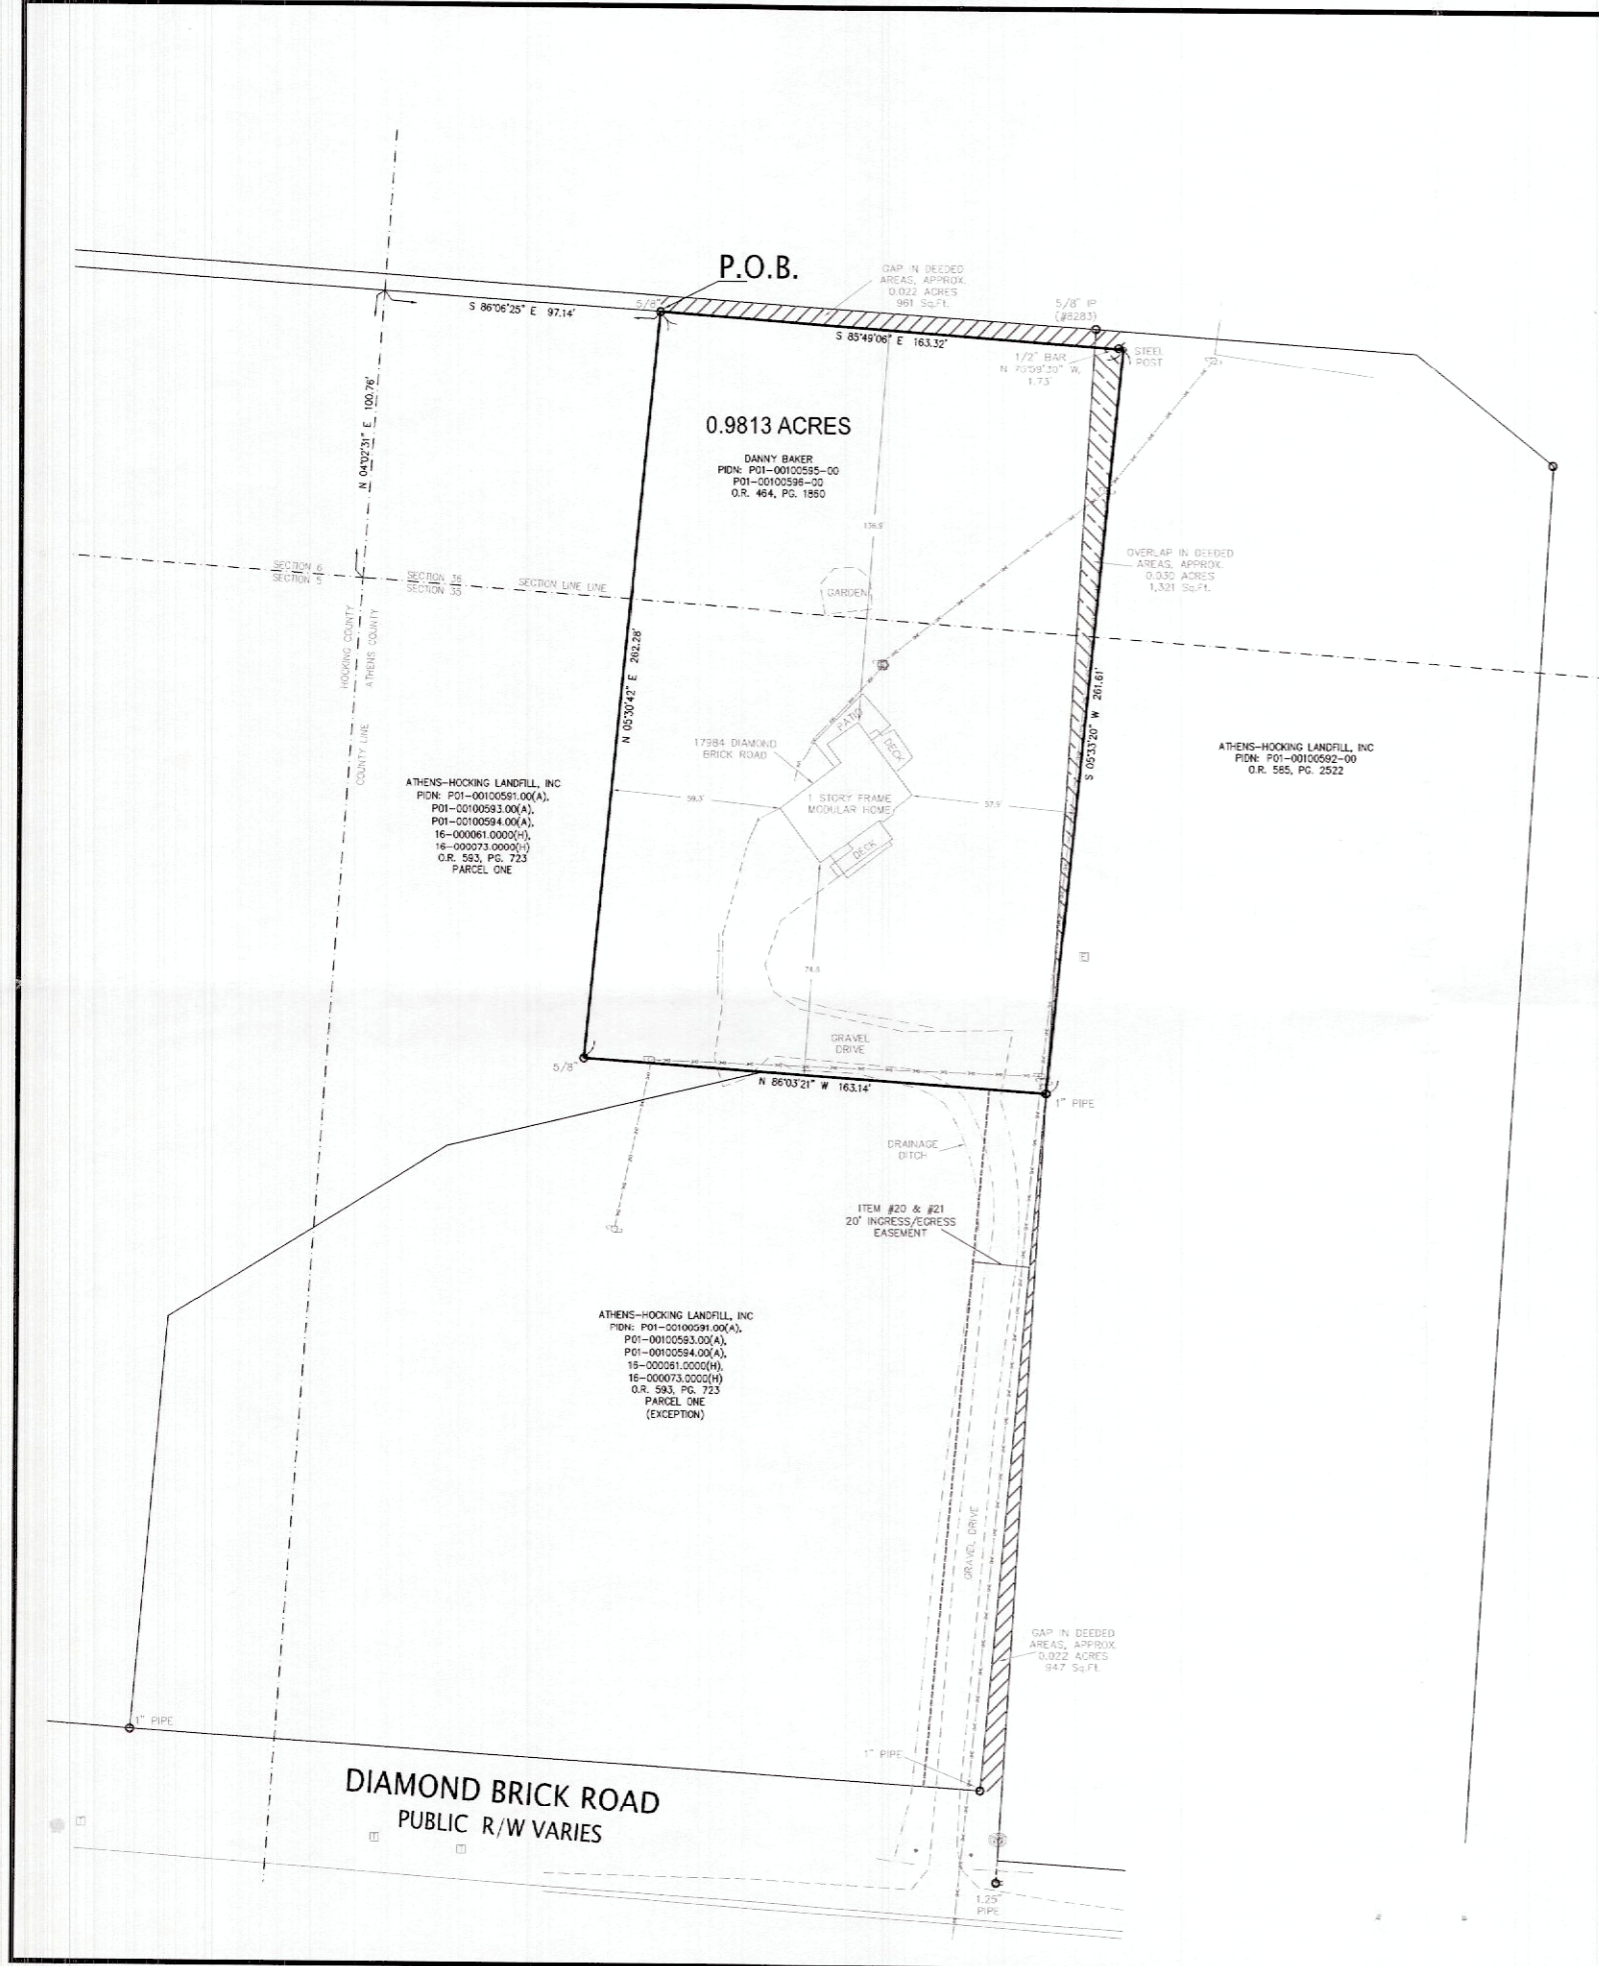 P.O.B.
GAP IN DEEDED
AREAS, APPROX.
0.022 ACRES
961 Sq.Ft.
5/8"
5/8" IP
(#8283)
S 86°06'25" E 97.14'
S 85°49'06" E 163.32'
STEEL
POST
1/2" BAR
1.73'
N 04°02'31" E 100.76'
0.9813 ACRES
DANNY BAKER
PIDN: P01-00100595-00
P01-00100596-00
O.R. 464, PG. 1860
136.9'
OVERLAP IN DEEDED
AREAS, APPROX.
0.030 ACRES
1,321 Sq.Ft.
SECTION 6
SECTION 5
SECTION 36
SECTION 35
SECTION LINE LINE
GARDEN
HOCKING COUNTY
ATHENS COUNTY
COUNTY LINE
N 05°30'42" E 262.28'
S 05°33'20" W 261.61'
PATIO
DECK
17984 DIAMOND
BRICK ROAD
1 STORY FRAME
MODULAR HOME
59.3'
57.9'
DECK
ATHENS-HOCKING LANDFILL, INC
PIDN: P01-00100592-00
O.R. 585, PG. 2522
ATHENS-HOCKING LANDFILL, INC
PIDN: P01-00100591.00(A),
P01-00100593.00(A),
P01-00100594.00(A),
16-000061.0000(H),
16-000073.0000(H)
O.R. 593, PG. 723
PARCEL ONE
E
GRAVEL
DRIVE
5/8"
N 86°03'21" W 163.14'
1" PIPE
DRAINAGE
DITCH
ITEM #20 & #21
20' INGRESS/EGRESS
EASEMENT
ATHENS-HOCKING LANDFILL, INC
PIDN: P01-00100591.00(A),
P01-00100593.00(A),
P01-00100594.00(A),
16-000061.0000(H),
16-000073.0000(H)
O.R. 593, PG. 723
PARCEL ONE
(EXCEPTION)
GRAVEL DRIVE
GAP IN DEEDED
AREAS, APPROX.
0.022 ACRES
947 Sq.Ft.
1" PIPE
1" PIPE
DIAMOND BRICK ROAD
PUBLIC R/W VARIES
T
T
T
1.25"
PIPE